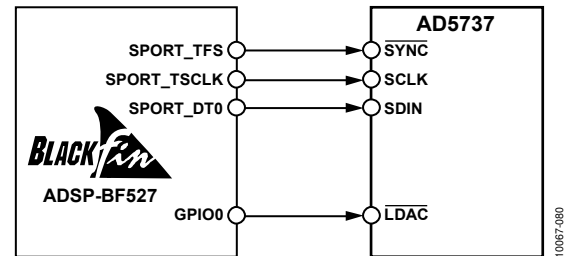 AD5737
SPORT_TFS SYNC
SPORT_TSCLK SCLK
SPORT_DT0 SDIN
BLACKfin
ADSP-BF527
GPIO0 LDAC
10067-080